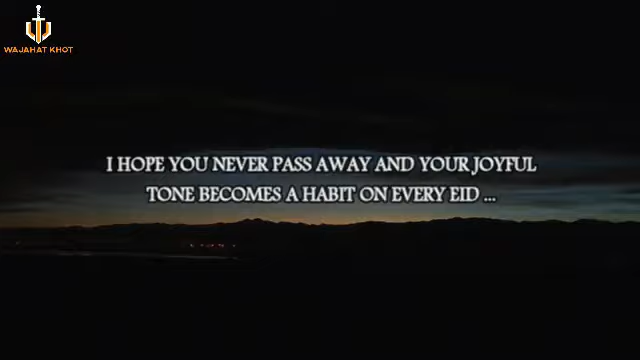 WAJAHAT KHOT
I HOPE YOU NEVER PASS AWAY AND YOUR JOYFUL
TONE BECOMES A HABIT ON EVERY EID ...